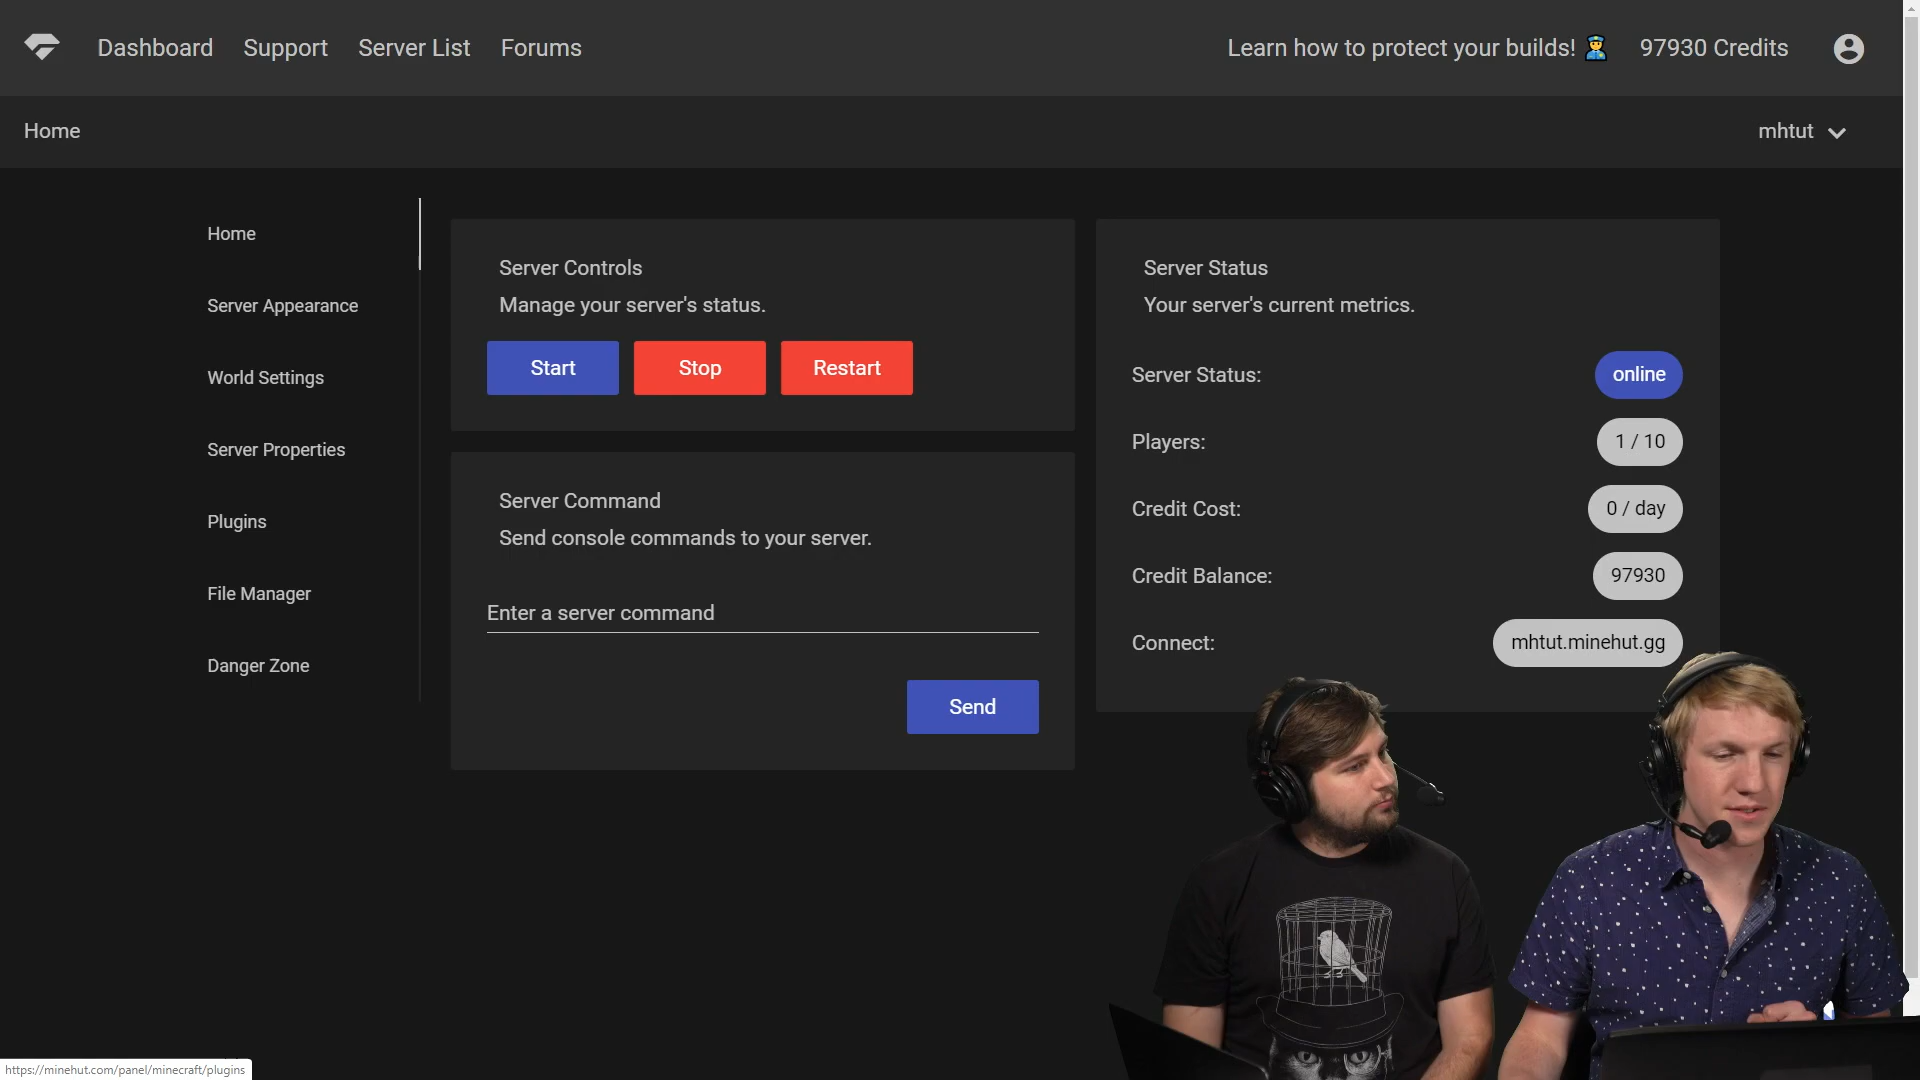 Dashboard Support Server List Forums Learn how to protect your builds! 97930 Credits
Home mhtut
Home
Server Appearance
World Settings
Server Properties
Plugins
File Manager
Danger Zone
Server Controls
Manage your server's status.
Start Stop Restart
Server Command
Send console commands to your server.
Enter a server command
Send
Server Status
Your server's current metrics.
Server Status: online
Players: 1 / 10
Credit Cost: 0 / day
Credit Balance: 97930
Connect: mhtut.minehut.gg
https://minehut.com/panel/minecraft/plugins